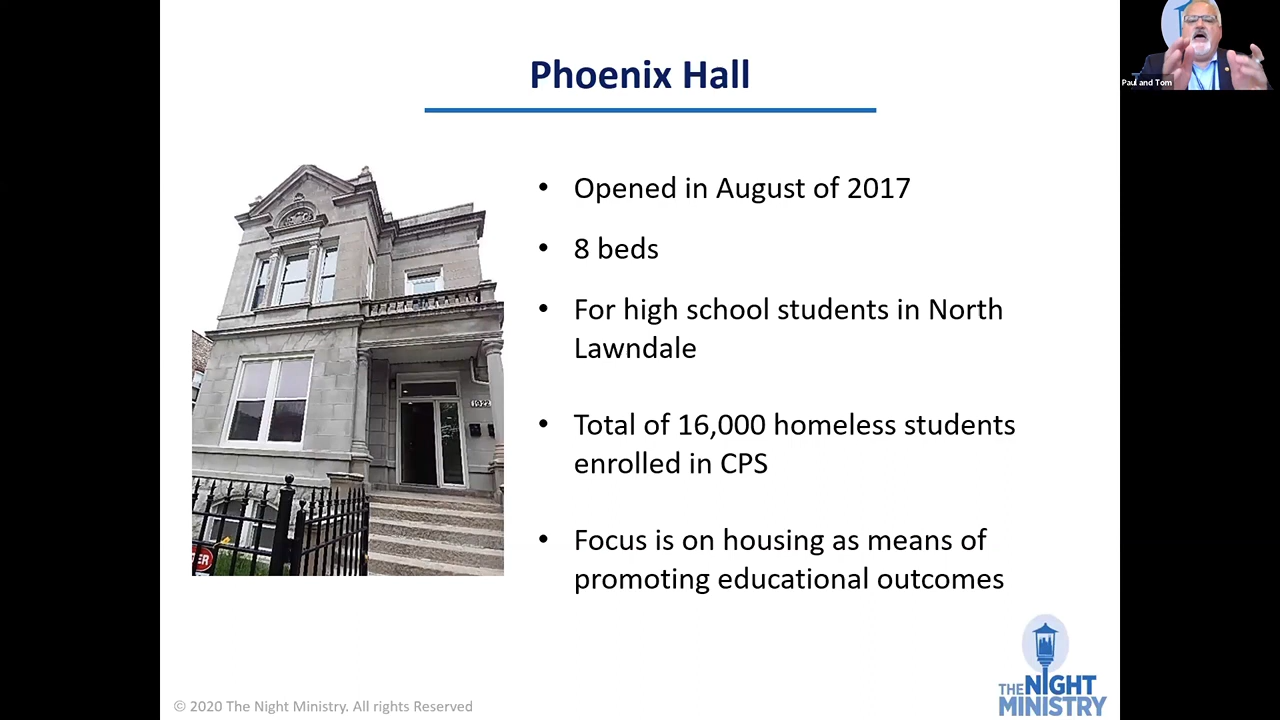 Phoenix Hall
Paul and Tom
• Opened in August of 2017
• 8 beds
• For high school students in North
Lawndale
• Total of 16,000 homeless students
enrolled in CPS
• Focus is on housing as means of
promoting educational outcomes
1922
ER
© 2020 The Night Ministry. All rights Reserved
THE NIGHT
MINISTRY